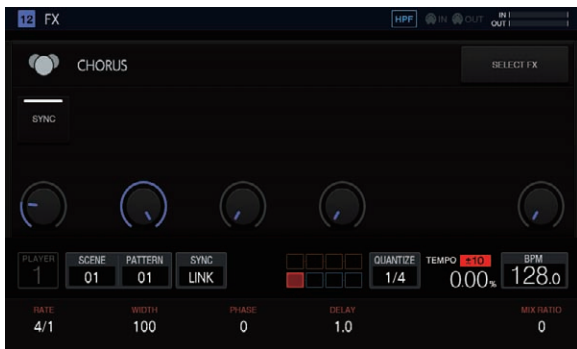 12 FX HPF IN OUT IN
OUT
CHORUS SELECT FX
SYNC
PLAYER SCENE PATTERN SYNC QUANTIZE TEMPO ±10 BPM
1 01 01 LINK 1/4 0.00% 128.0
RATE WIDTH PHASE DELAY MIX RATIO
4/1 100 0 1.0 0